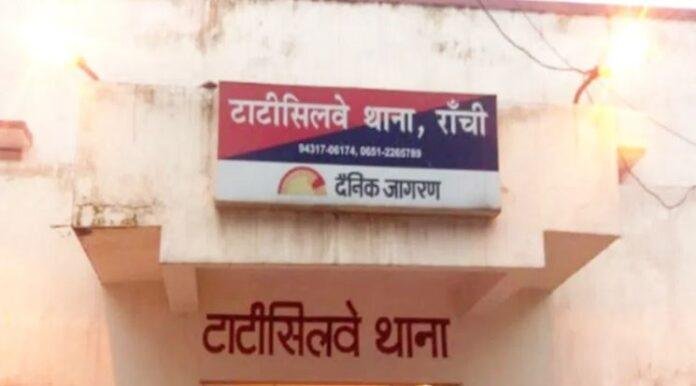 टाटीसिलवे थाना, राँची
94317-06174, 0651-2265789
दैनिक जागरण
टाटीसिलवे थाना